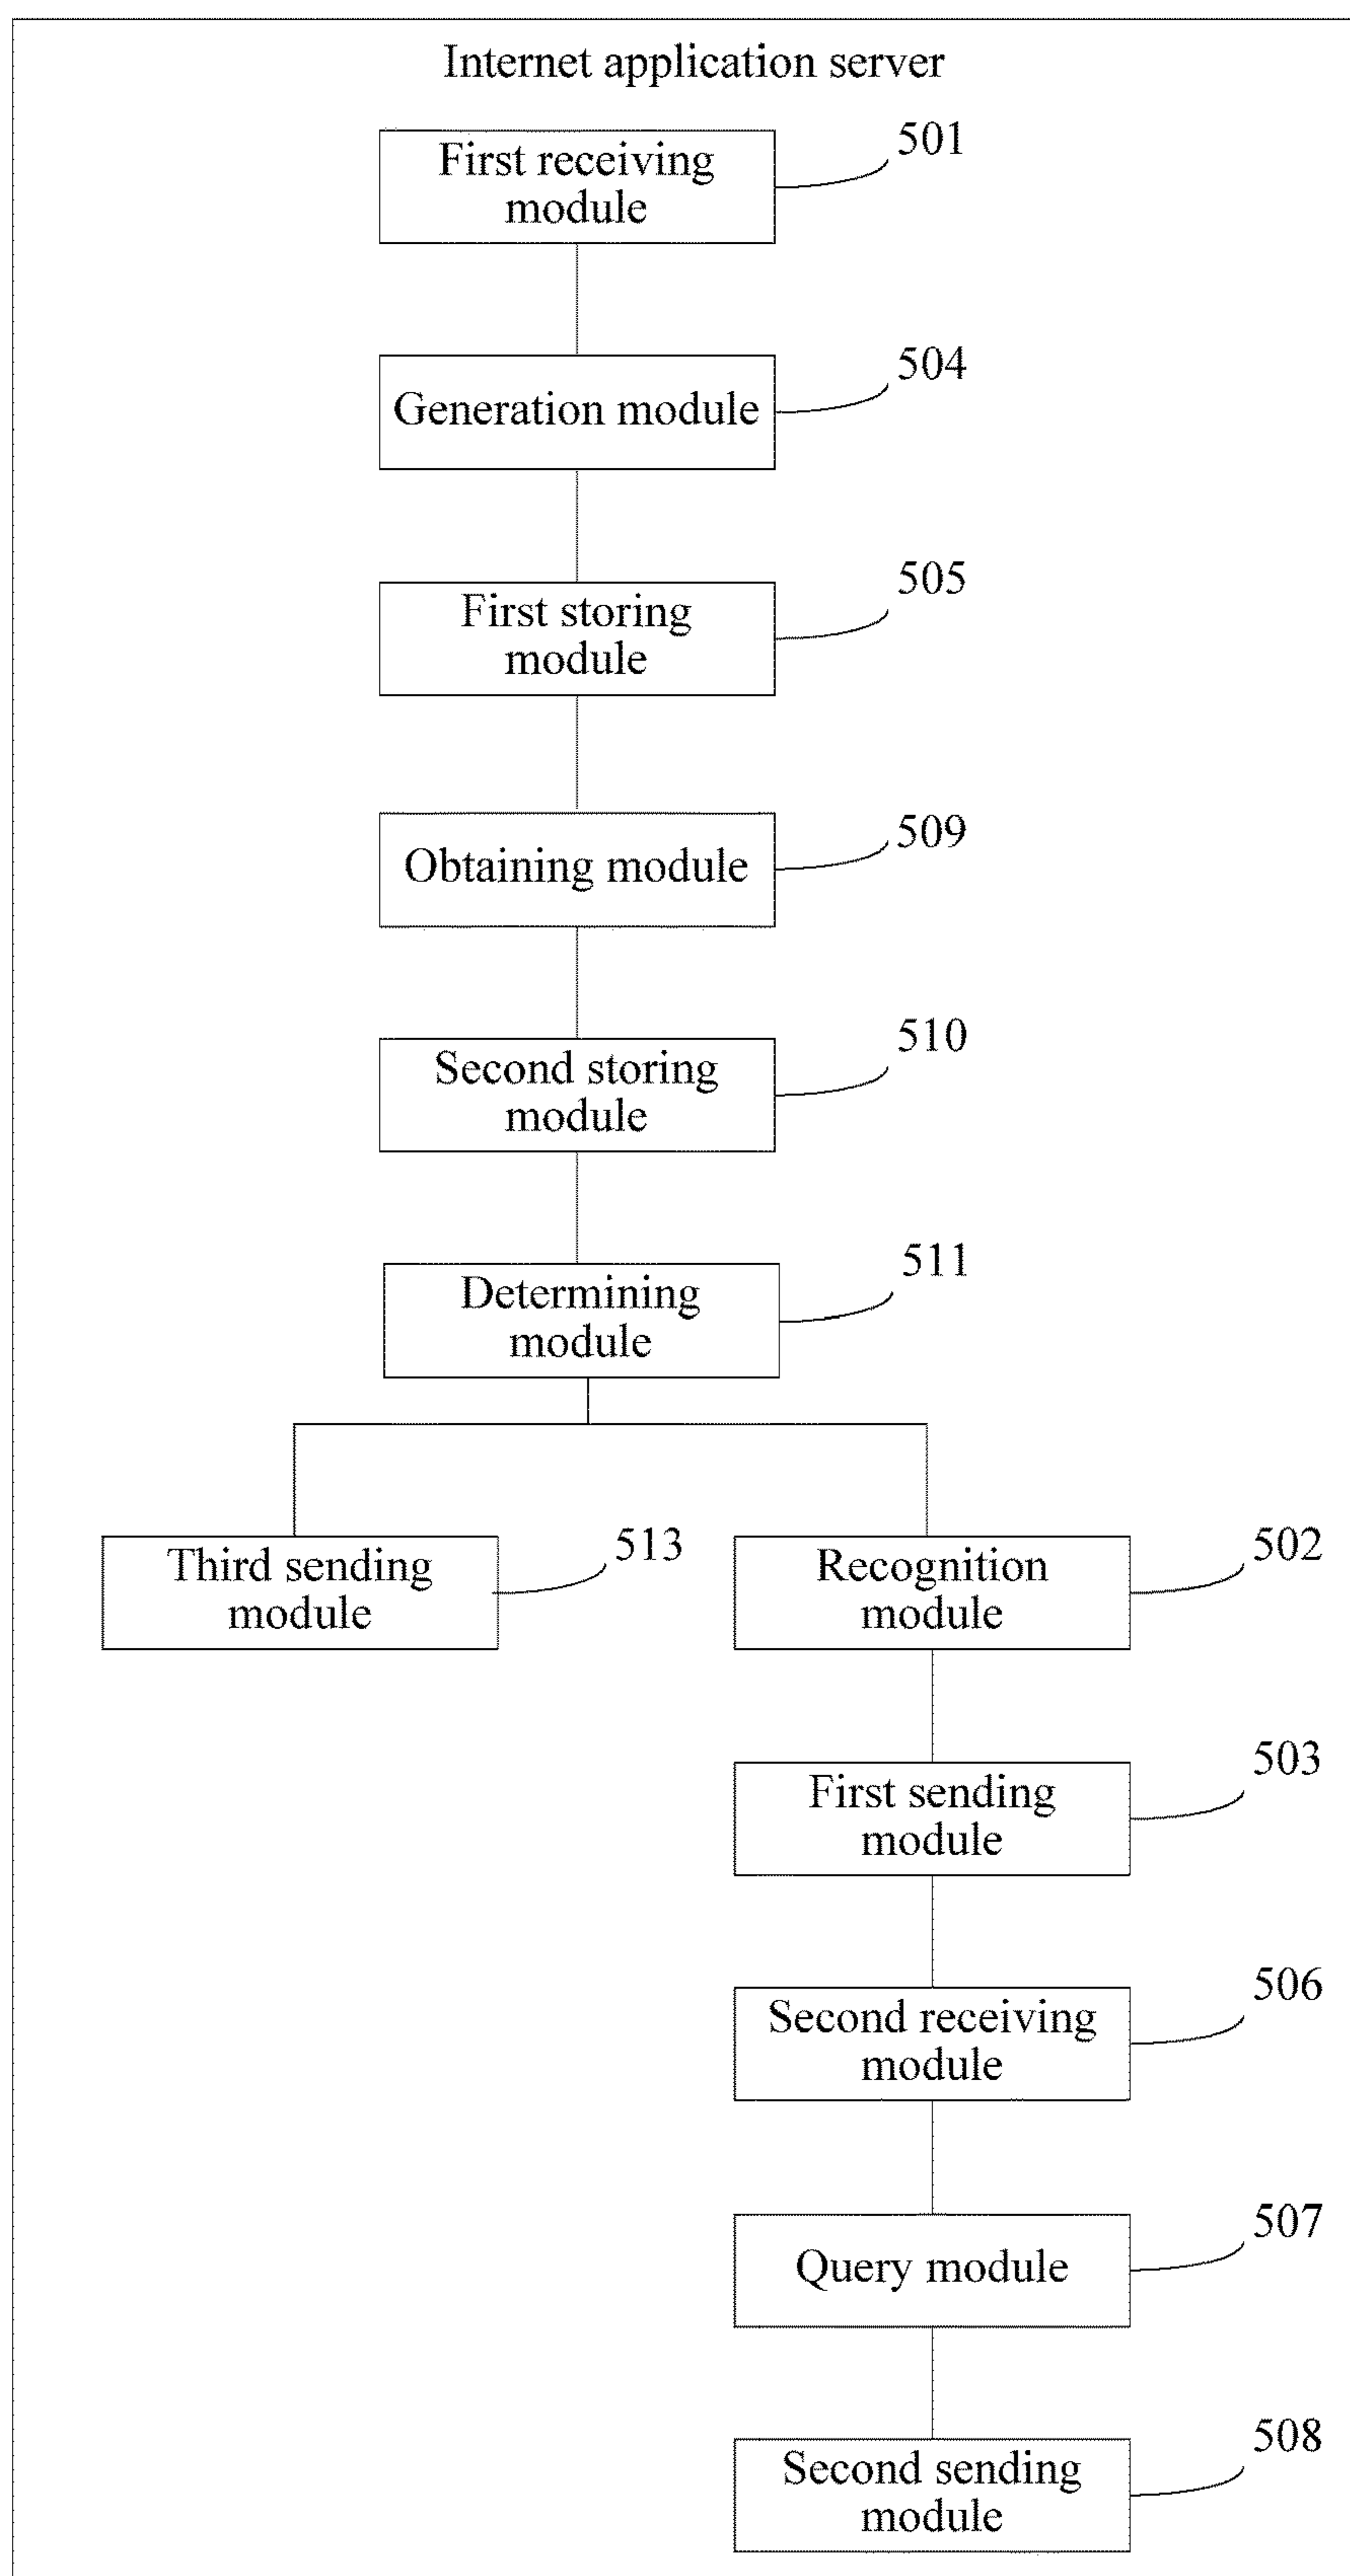 Internet application server
First receiving
module
501
Generation module
504
First storing
module
505
Obtaining module
509
Second storing
module
510
Determining
module
511
Third sending
module
513
Recognition
module
502
First sending
module
503
Second receiving
module
506
Query module
507
Second sending
module
508